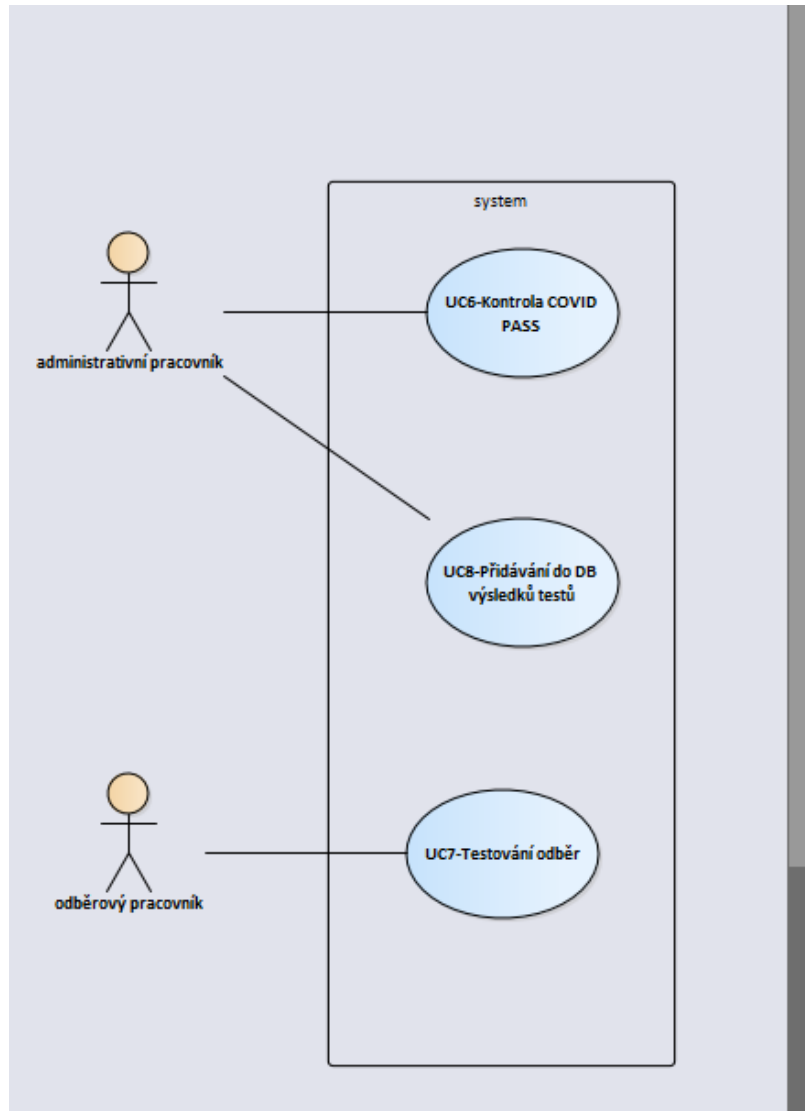 system
UC6-Kontrola COVID
PASS
administrativní pracovník
UC8-Přidávání do DB
výsledků testů
UC7-Testování odběr
odběrový pracovník